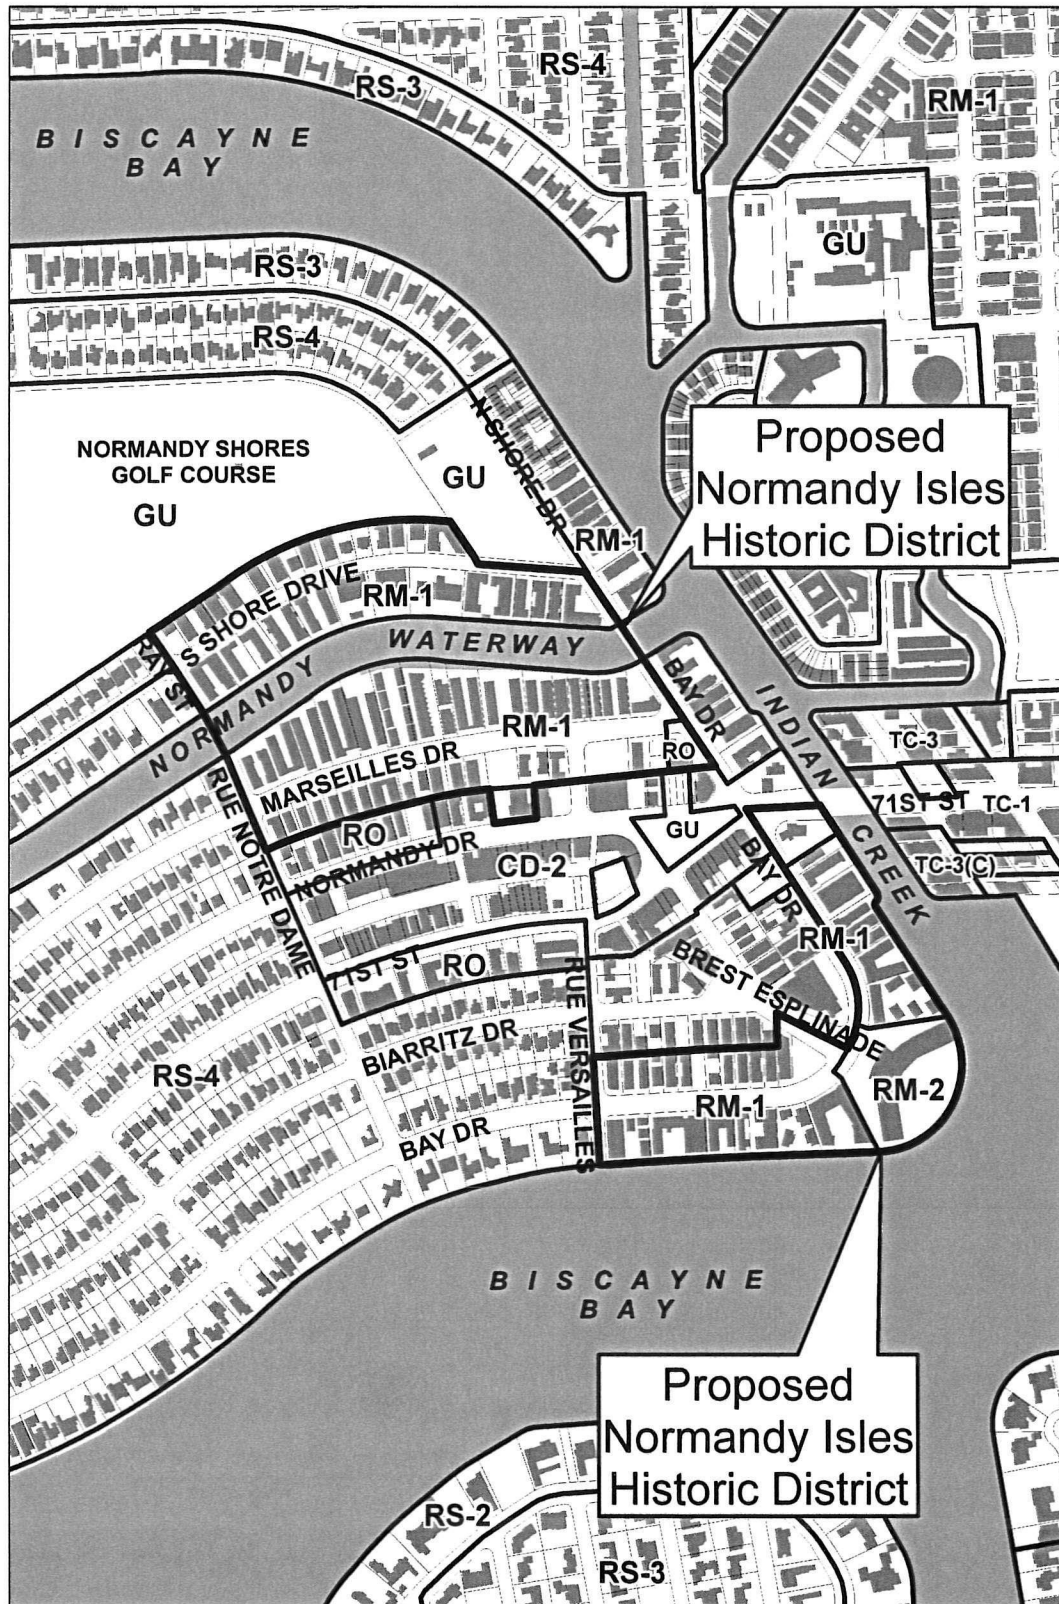 RS-4
RS-3
RM-1
BISCAYNE
BAY
GU
RS-3
RS-4
N SHORE DR
Proposed
Normandy Isles
Historic District
NORMANDY SHORES
GOLF COURSE
GU
GU
RM-1
S SHORE DRIVE
RM-1
RAY ST
NORMANDY WATERWAY
BAY DR
INDIAN CREEK
RM-1
RO
TC-3
MARSEILLES DR
RUE NOTRE DAME
71ST ST
TC-1
RO
NORMANDY DR
GU
CD-2
BAY DR
TC-3(C)
RM-1
71ST ST
RO
RUE VERSAILLES
BREST ESPLINADE
BIARRITZ DR
RS-4
RM-2
RM-1
BAY DR
BISCAYNE
BAY
Proposed
Normandy Isles
Historic District
RS-2
RS-3